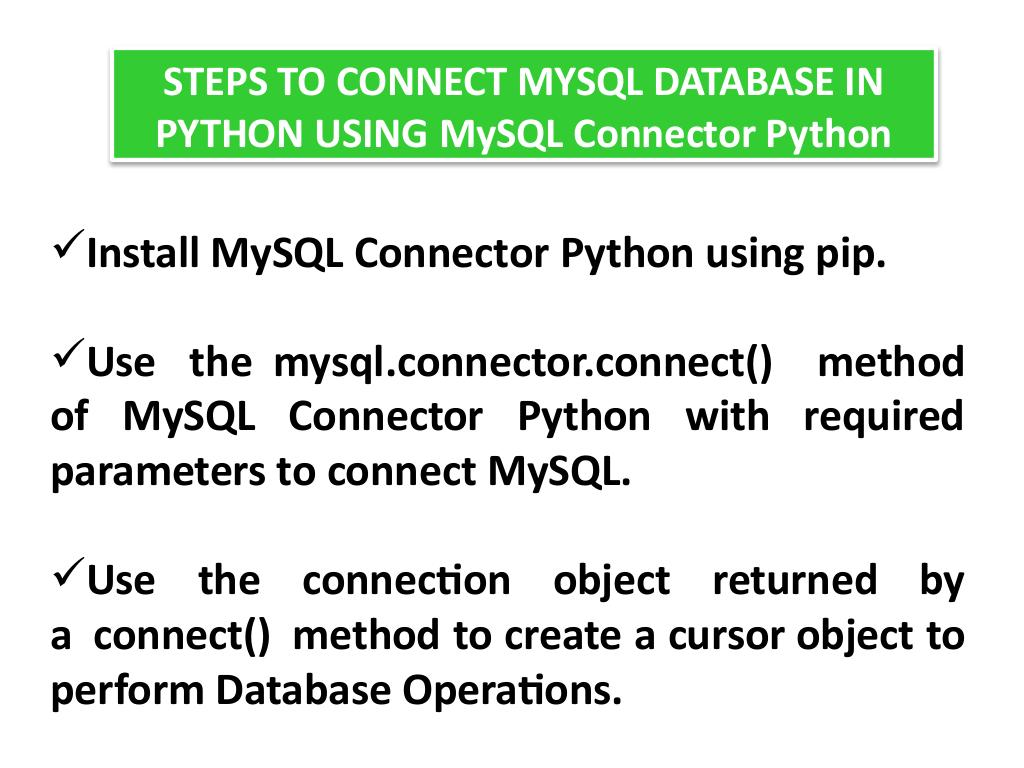 STEPS TO CONNECT MYSQL DATABASE IN
PYTHON USING MySQL Connector Python
✓Install MySQL Connector Python using pip.
✓Use the mysql.connector.connect() method
of MySQL Connector Python with required
parameters to connect MySQL.
✓Use the connection object returned by
a connect() method to create a cursor object to
perform Database Operations.